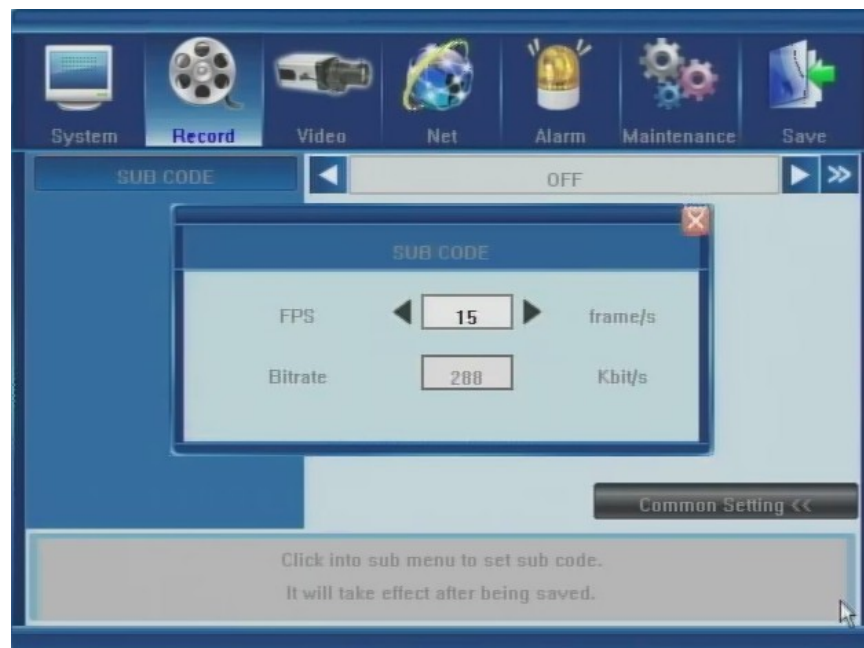 System Record Video Net Alarm Maintenance Save
SUB CODE OFF
SUB CODE
FPS 15 frame/s
Bitrate 288 Kbit/s
Common Setting <<
Click into sub menu to set sub code.
It will take effect after being saved.